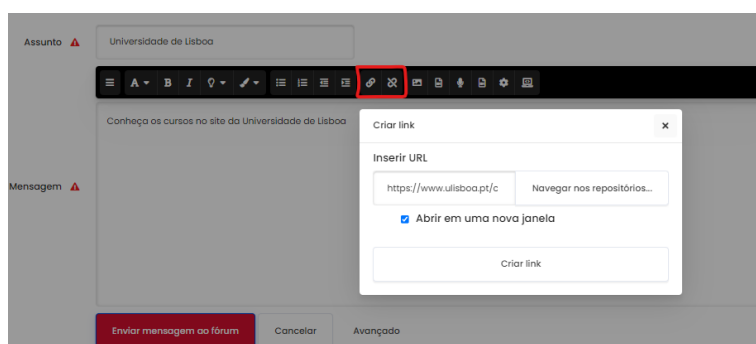 Assunto
Universidade de Lisboa
A
B
I
Conheça os cursos no site da Universidade de Lisboa
Criar link
×
Inserir URL
https://www.ulisboa.pt/c
Navegar nos repositórios...
Abrir em uma nova janela
Mensagem
Criar link
Enviar mensagem ao fórum
Cancelar
Avançado